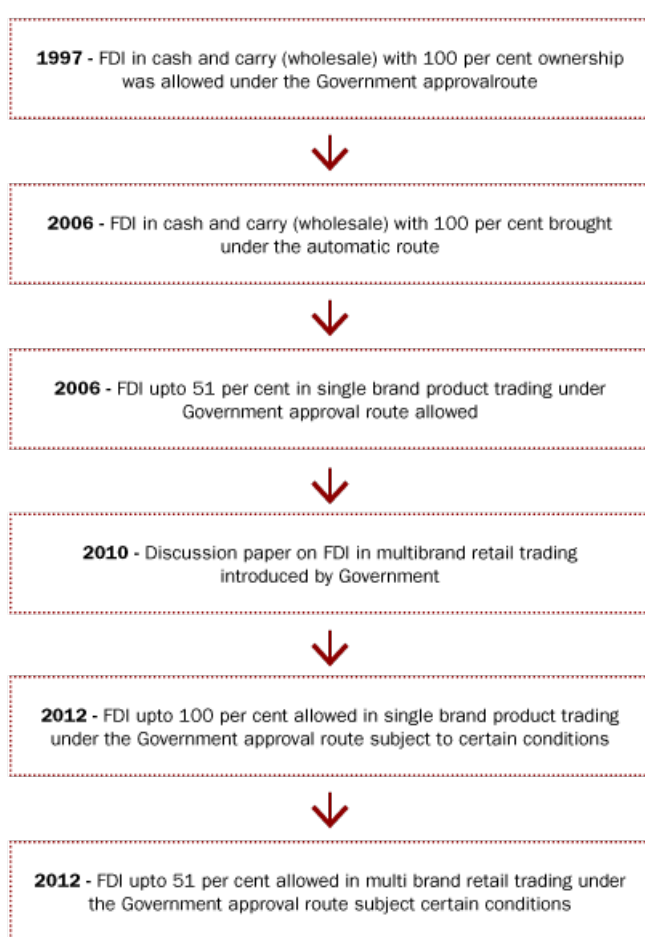 1997 - FDI in cash and carry (wholesale) with 100 per cent ownership
was allowed under the Government approvalroute
2006 - FDI in cash and carry (wholesale) with 100 per cent brought
under the automatic route
2006 - FDI upto 51 per cent in single brand product trading under
Government approval route allowed
2010 - Discussion paper on FDI in multibrand retail trading
introduced by Government
2012 - FDI upto 100 per cent allowed in single brand product trading
under the Government approval route subject to certain conditions
2012 - FDI upto 51 per cent allowed in multi brand retail trading under
the Government approval route subject certain conditions